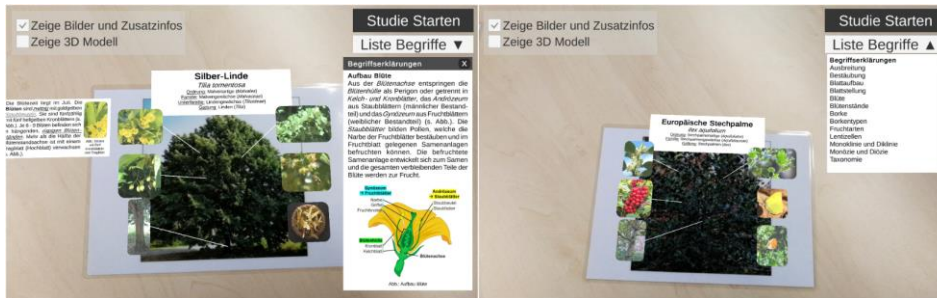 Zeige Bilder und Zusatzinfos
Zeige 3D Modell
Studie Starten
Liste Begriffe ▼
Silber-Linde
Tilia tomentosa
Begriffserklärungen X
Aufbau Blüte
Aus der Blütenachse entspringen die
Blütenhülle als Perigon oder getrennt in
Kelch- und Kronblätter, das Andrözeum
aus Staubblättern (männlicher Bestand-
teil) und das Gynözeum aus Fruchtblättern
(weiblicher Bestandteil) (s. Abb.). Die
Staubblätter bilden Pollen, welche die
Narbe der Fruchtblätter bestäuben und im
Fruchtblatt gelegenen Samenanlagen
befruchten können. Die befruchtete
Samenanlage entwickelt sich zum Samen
und die gesamten verbleibenden Teile der
Blüte werden zur Frucht.
Blütenachse
Abb.: Aufbau Blüte
Zeige Bilder und Zusatzinfos
Zeige 3D Modell
Studie Starten
Liste Begriffe ▲
Europäische Stechpalme
Ilex aquifolium
Begriffserklärungen
Ausbreitung
Bestäubung
Blattaufbau
Blattstellung
Blüte
Blütenstände
Borke
Borkentypen
Fruchtarten
Lentizellen
Monoklinie und Diklinie
Monözie und Diözie
Taxonomie